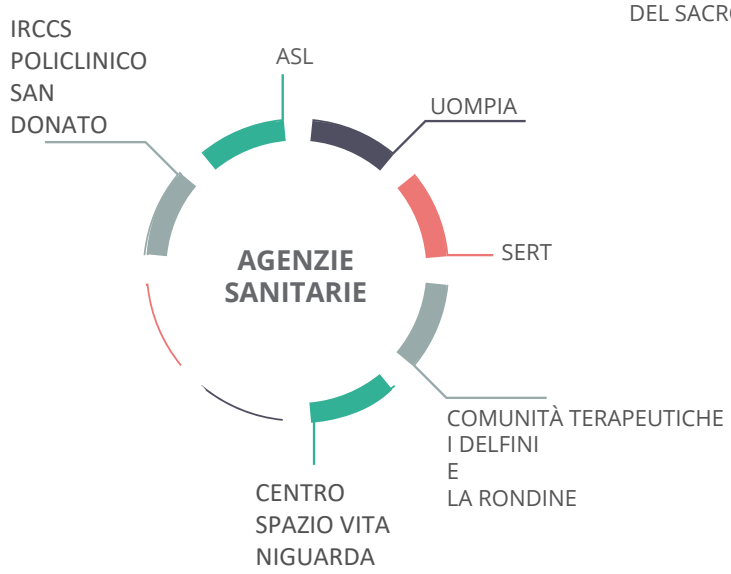 DEL SACRO
IRCCS
POLICLINICO
SAN
DONATO
ASL
UOMPIA
SERT
AGENZIE
SANITARIE
COMUNITÀ TERAPEUTICHE
I DELFINI
E
LA RONDINE
CENTRO
SPAZIO VITA
NIGUARDA